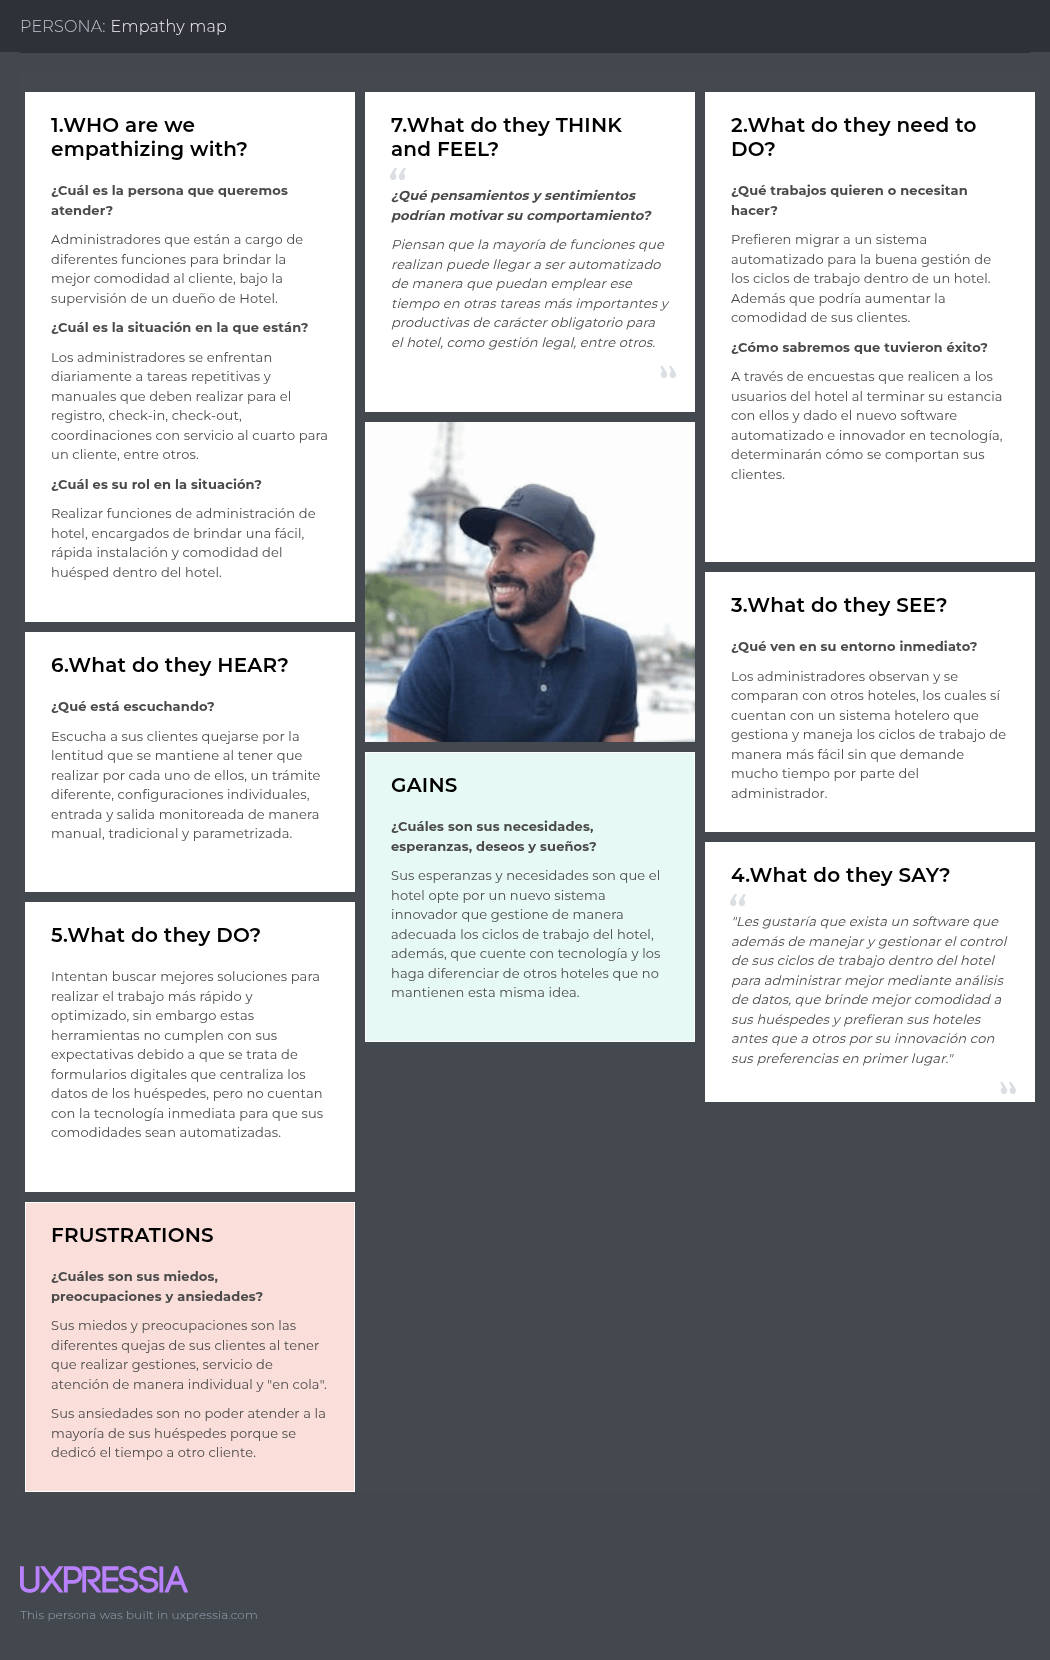 PERSONA: Empathy map
1.WHO are we
empathizing with?
¿Cuál es la persona que queremos
atender?
Administradores que están a cargo de
diferentes funciones para brindar la
mejor comodidad al cliente, bajo la
supervisión de un dueño de Hotel.
¿Cuál es la situación en la que están?
Los administradores se enfrentan
diariamente a tareas repetitivas y
manuales que deben realizar para el
registro, check-in, check-out,
coordinaciones con servicio al cuarto para
un cliente, entre otros.
¿Cuál es su rol en la situación?
Realizar funciones de administración de
hotel, encargados de brindar una fácil,
rápida instalación y comodidad del
huésped dentro del hotel.
6.What do they HEAR?
¿Qué está escuchando?
Escucha a sus clientes quejarse por la
lentitud que se mantiene al tener que
realizar por cada uno de ellos, un trámite
diferente, configuraciones individuales,
entrada y salida monitoreada de manera
manual, tradicional y parametrizada.
5.What do they DO?
Intentan buscar mejores soluciones para
realizar el trabajo más rápido y
optimizado, sin embargo estas
herramientas no cumplen con sus
expectativas debido a que se trata de
formularios digitales que centraliza los
datos de los huéspedes, pero no cuentan
con la tecnología inmediata para que sus
comodidades sean automatizadas.
FRUSTRATIONS
¿Cuáles son sus miedos,
preocupaciones y ansiedades?
Sus miedos y preocupaciones son las
diferentes quejas de sus clientes al tener
que realizar gestiones, servicio de
atención de manera individual y "en cola".
Sus ansiedades son no poder atender a la
mayoría de sus huéspedes porque se
dedicó el tiempo a otro cliente.
7.What do they THINK
and FEEL?
“
¿Qué pensamientos y sentimientos
podrían motivar su comportamiento?
Piensan que la mayoría de funciones que
realizan puede llegar a ser automatizado
de manera que puedan emplear ese
tiempo en otras tareas más importantes y
productivas de carácter obligatorio para
el hotel, como gestión legal, entre otros.
”
GAINS
¿Cuáles son sus necesidades,
esperanzas, deseos y sueños?
Sus esperanzas y necesidades son que el
hotel opte por un nuevo sistema
innovador que gestione de manera
adecuada los ciclos de trabajo del hotel,
además, que cuente con tecnología y los
haga diferenciar de otros hoteles que no
mantienen esta misma idea.
2.What do they need to
DO?
¿Qué trabajos quieren o necesitan
hacer?
Prefieren migrar a un sistema
automatizado para la buena gestión de
los ciclos de trabajo dentro de un hotel.
Además que podría aumentar la
comodidad de sus clientes.
¿Cómo sabremos que tuvieron éxito?
A través de encuestas que realicen a los
usuarios del hotel al terminar su estancia
con ellos y dado el nuevo software
automatizado e innovador en tecnología,
determinarán cómo se comportan sus
clientes.
3.What do they SEE?
¿Qué ven en su entorno inmediato?
Los administradores observan y se
comparan con otros hoteles, los cuales sí
cuentan con un sistema hotelero que
gestiona y maneja los ciclos de trabajo de
manera más fácil sin que demande
mucho tiempo por parte del
administrador.
4.What do they SAY?
“
"Les gustaría que exista un software que
además de manejar y gestionar el control
de sus ciclos de trabajo dentro del hotel
para administrar mejor mediante análisis
de datos, que brinde mejor comodidad a
sus huéspedes y prefieran sus hoteles
antes que a otros por su innovación con
sus preferencias en primer lugar."
”
UXPRESSIA
This persona was built in uxpressia.com